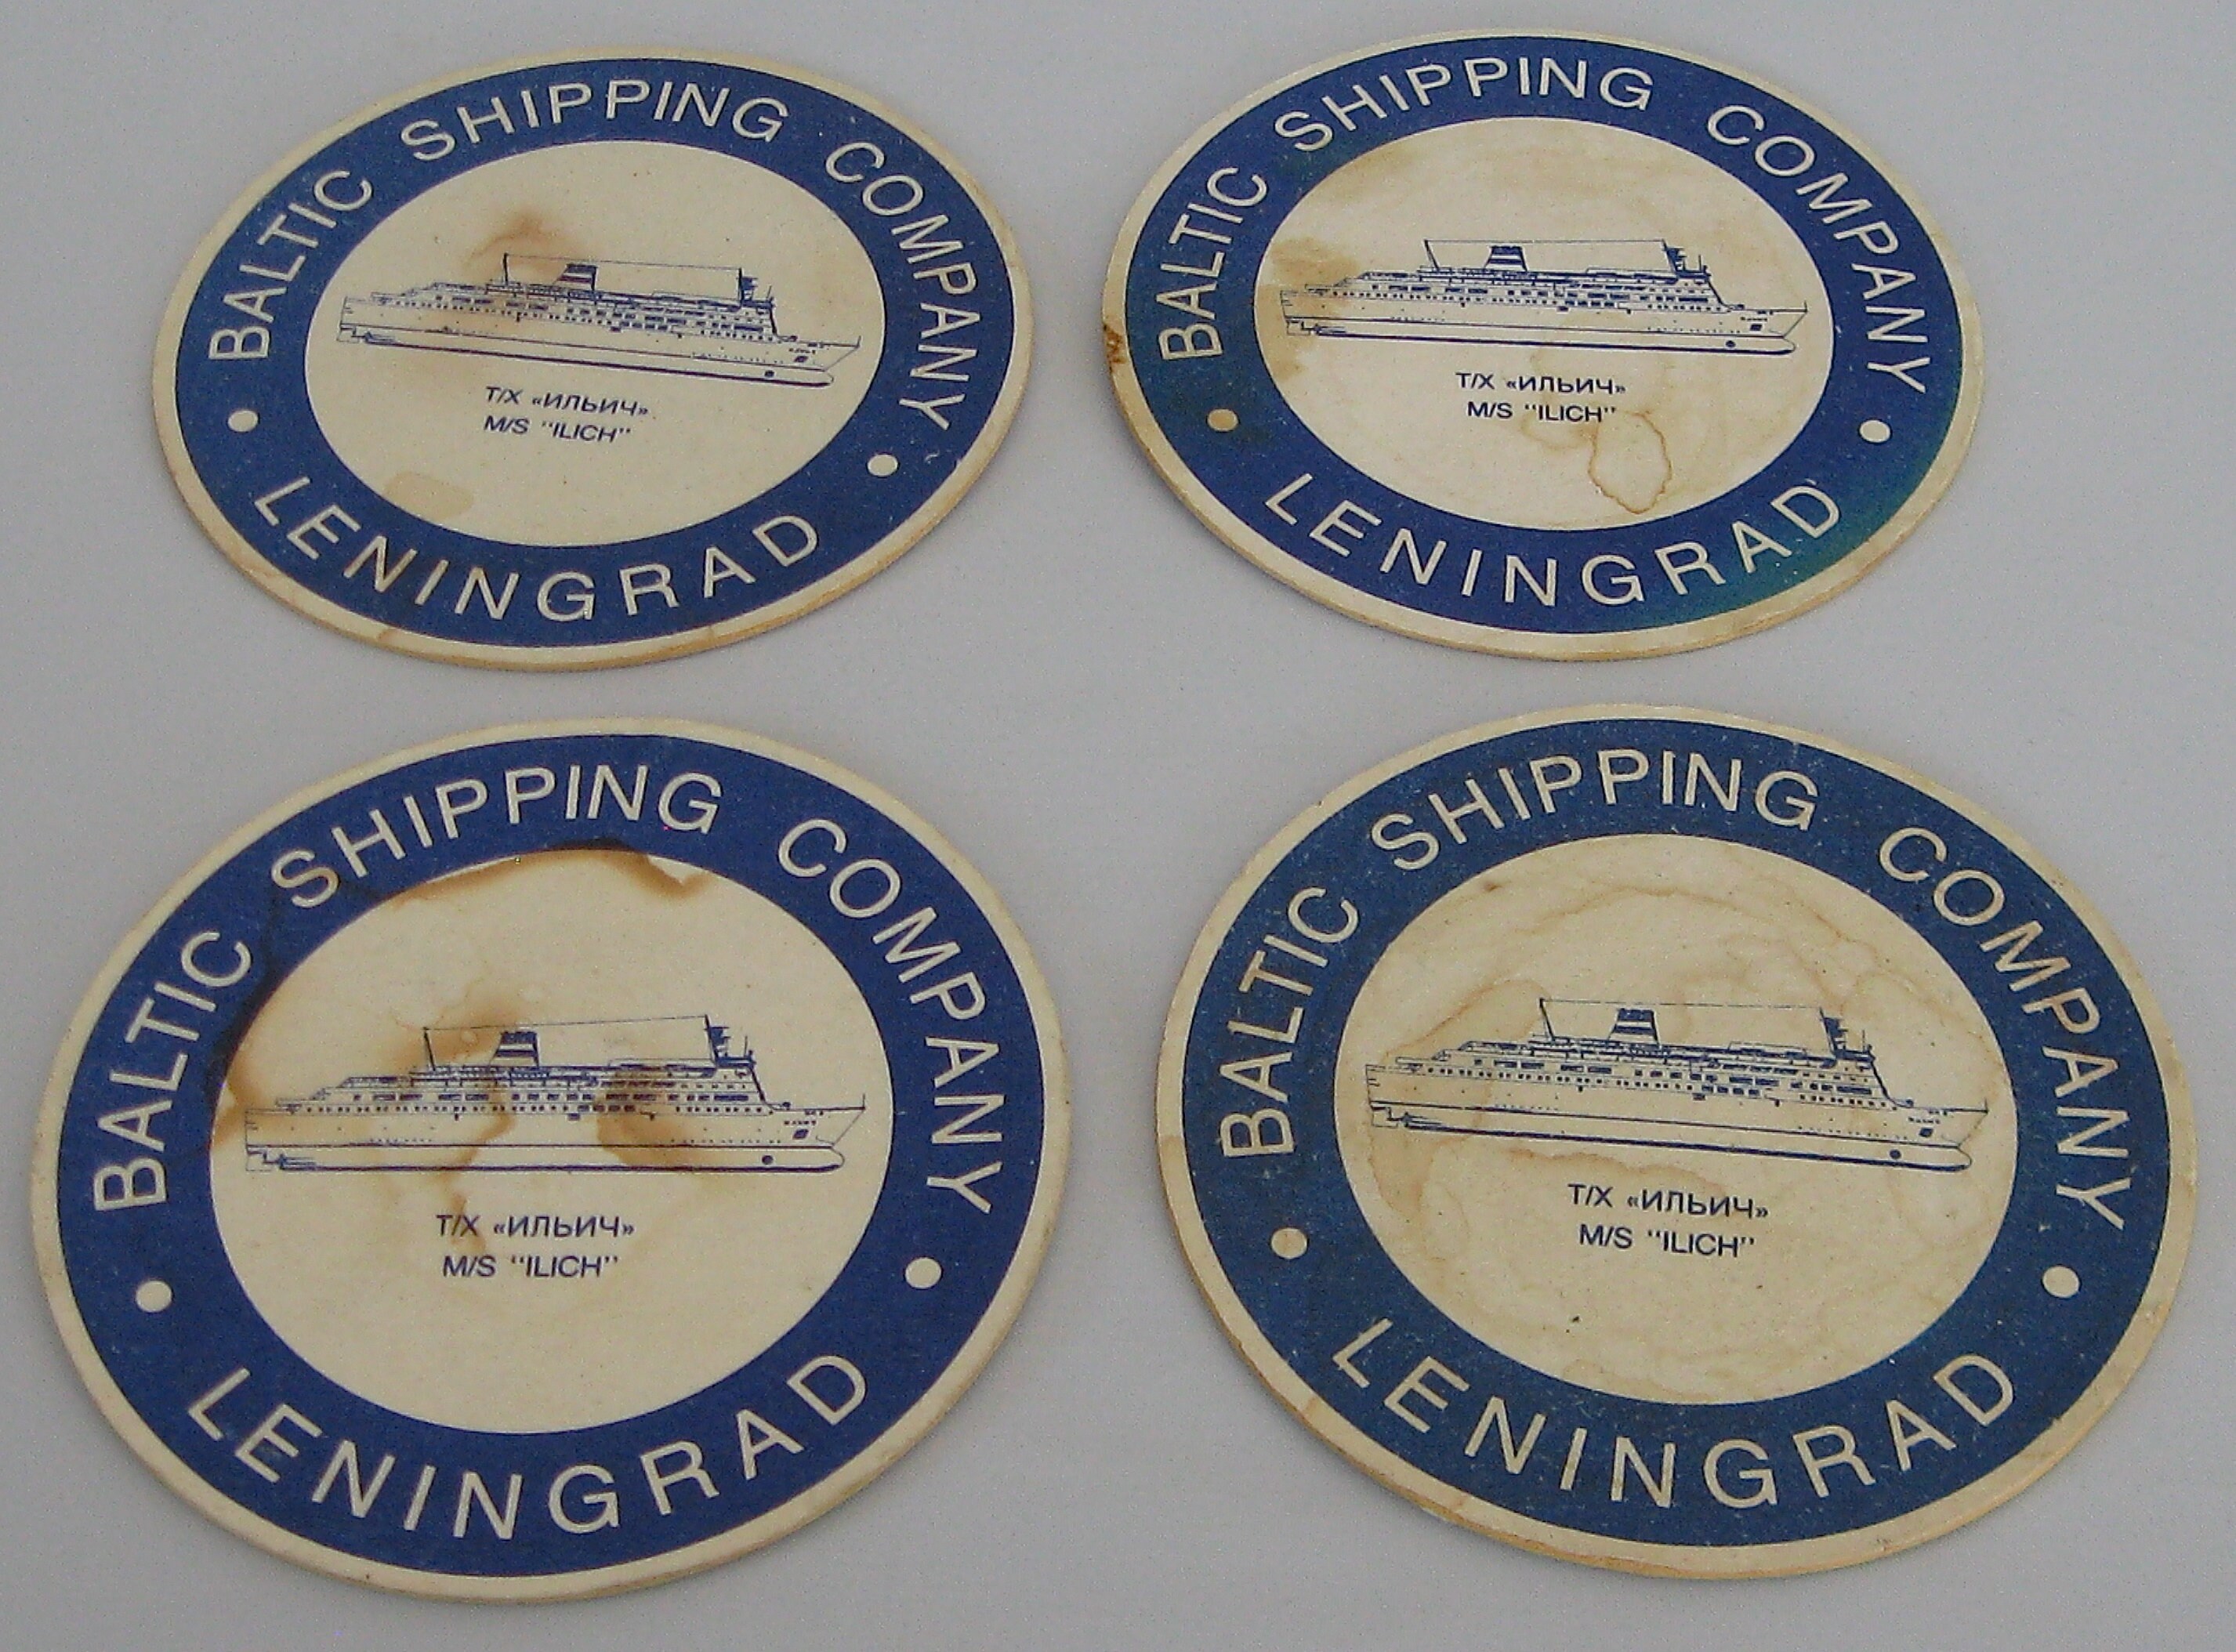 BALTIC SHIPPING COMPANY
Т/Х «ИЛЬИЧ»
M/S "ILICH"
LENINGRAD
BALTIC SHIPPING COMPANY
Т/Х «ИЛЬИЧ»
M/S "ILICH"
LENINGRAD
BALTIC SHIPPING COMPANY
Т/Х «ИЛЬИЧ»
M/S "ILICH"
LENINGRAD
BALTIC SHIPPING COMPANY
Т/Х «ИЛЬИЧ»
M/S "ILICH"
LENINGRAD